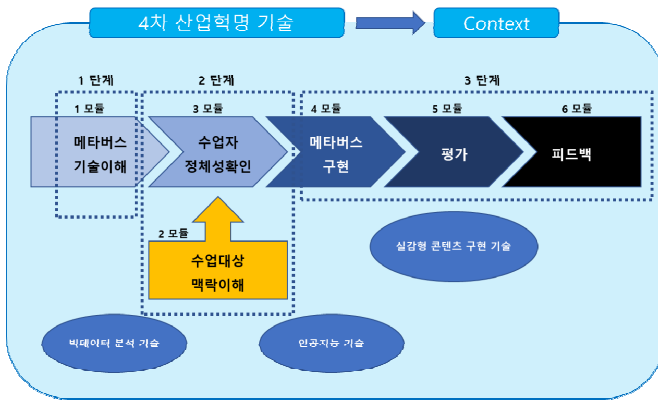 4차 산업혁명 기술
Context
1 단계
2 단계
3 단계
1 모듈
3 모듈
4 모듈
5 모듈
6 모듈
메타버스
기술이해
수업자
정체성확인
메타버스
구현
평가
피드백
2 모듈
수업대상
맥락이해
실감형 콘텐츠 구현 기술
빅데이터 분석 기술
인공지능 기술